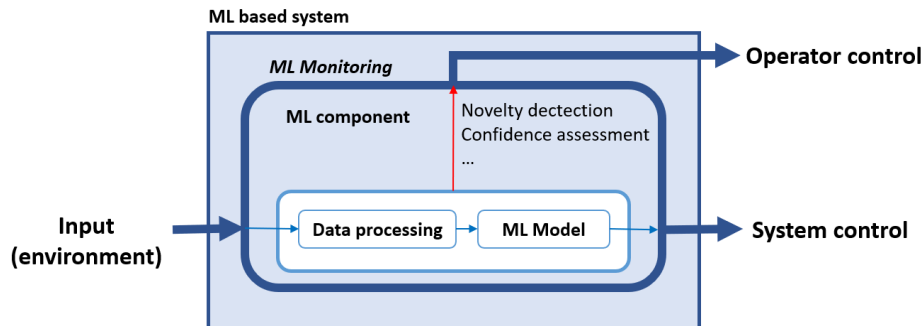 ML based system
Operator control
ML Monitoring
ML component
Novelty dectection
Confidence assessment
...
Input
(environment)
Data processing
ML Model
System control